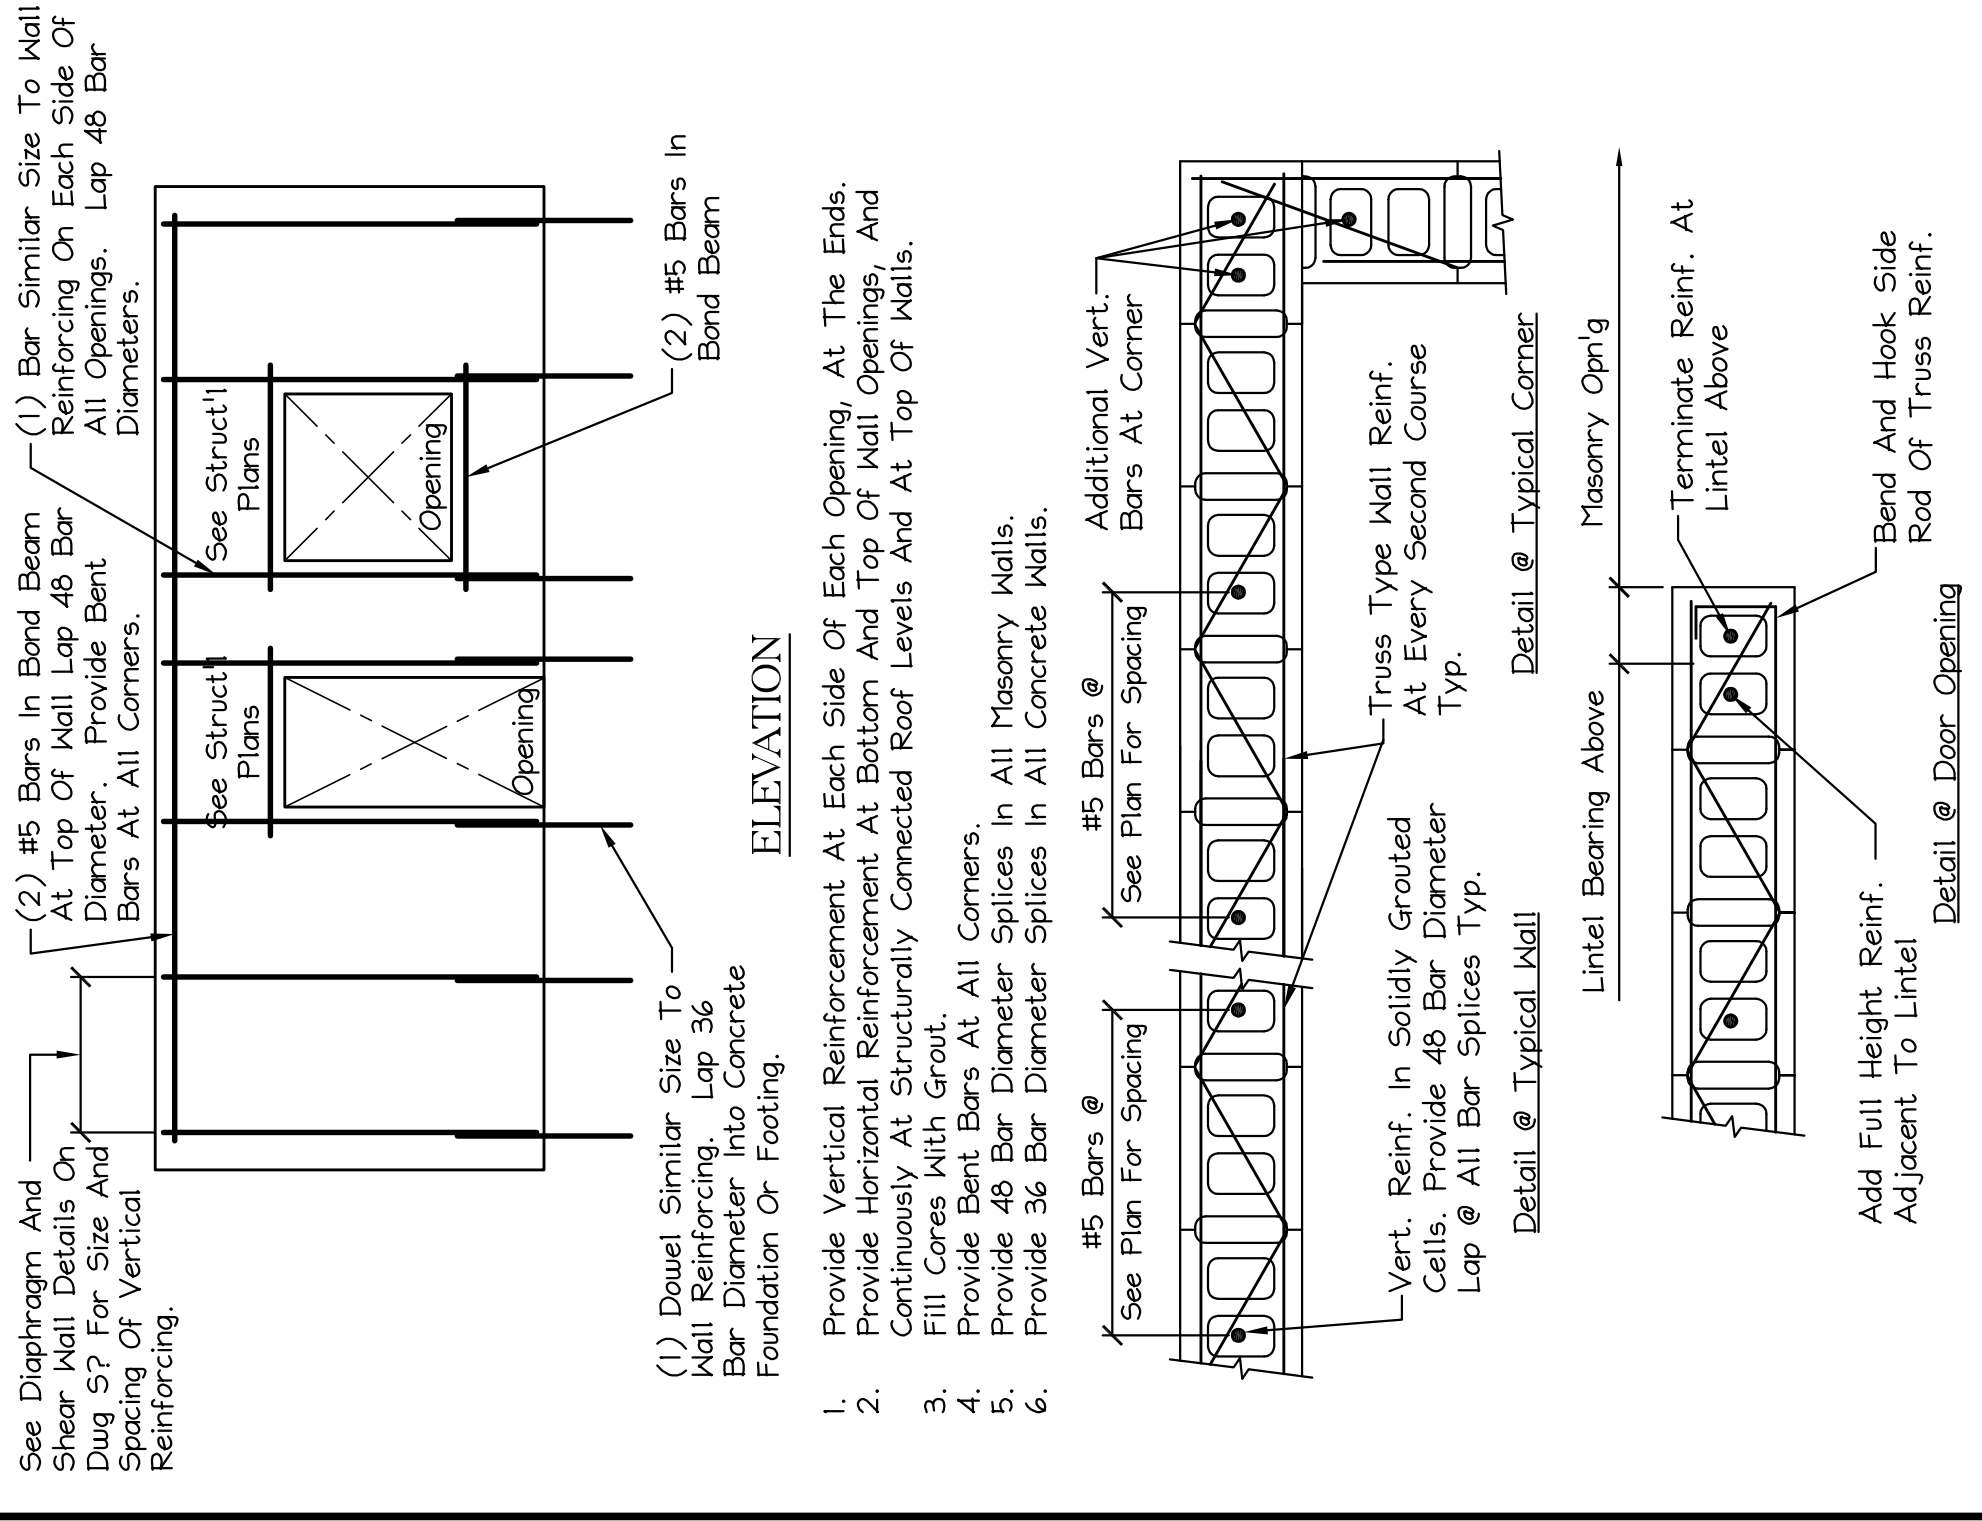 See Diaphragm And
Shear Wall Details On
Dwg S? For Size And
Spacing Of Vertical
Reinforcing.
(2) #5 Bars In Bond Beam
At Top Of Wall Lap 48 Bar
Diameter. Provide Bent
Bars At All Corners.
(1) Bar Similar Size To Wall
Reinforcing On Each Side Of
All Openings. Lap 48 Bar
Diameters.
See Struct'l
Plans
Opening
See Struct'l
Plans
Opening
(1) Dowel Similar Size To
Wall Reinforcing. Lap 36
Bar Diameter Into Concrete
Foundation Or Footing.
(2) #5 Bars In
Bond Beam
ELEVATION
1. Provide Vertical Reinforcement At Each Side Of Each Opening, At The Ends.
2. Provide Horizontal Reinforcement At Bottom And Top Of Wall Openings, And
Continuously At Structurally Connected Roof Levels And At Top Of Walls.
3. Fill Cores With Grout.
4. Provide Bent Bars At All Corners.
5. Provide 48 Bar Diameter Splices In All Masonry Walls.
6. Provide 36 Bar Diameter Splices In All Concrete Walls.
#5 Bars @
See Plan For Spacing
#5 Bars @
See Plan For Spacing
Additional Vert.
Bars At Corner
Vert. Reinf. In Solidly Grouted
Cells. Provide 48 Bar Diameter
Lap @ All Bar Splices Typ.
Truss Type Wall Reinf.
At Every Second Course
Typ.
Detail @ Typical Wall
Detail @ Typical Corner
Lintel Bearing Above
Masonry Opn'g
Terminate Reinf. At
Lintel Above
Add Full Height Reinf.
Adjacent To Lintel
Bend And Hook Side
Rod Of Truss Reinf.
Detail @ Door Opening